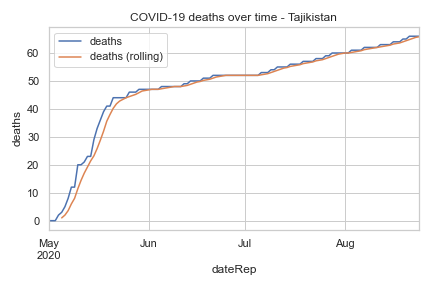 COVID-19 deaths over time - Tajikistan
deaths
deaths (rolling)
60
50
40
30
20
10
0
deaths
May
2020
Jun
Jul
Aug
dateRep